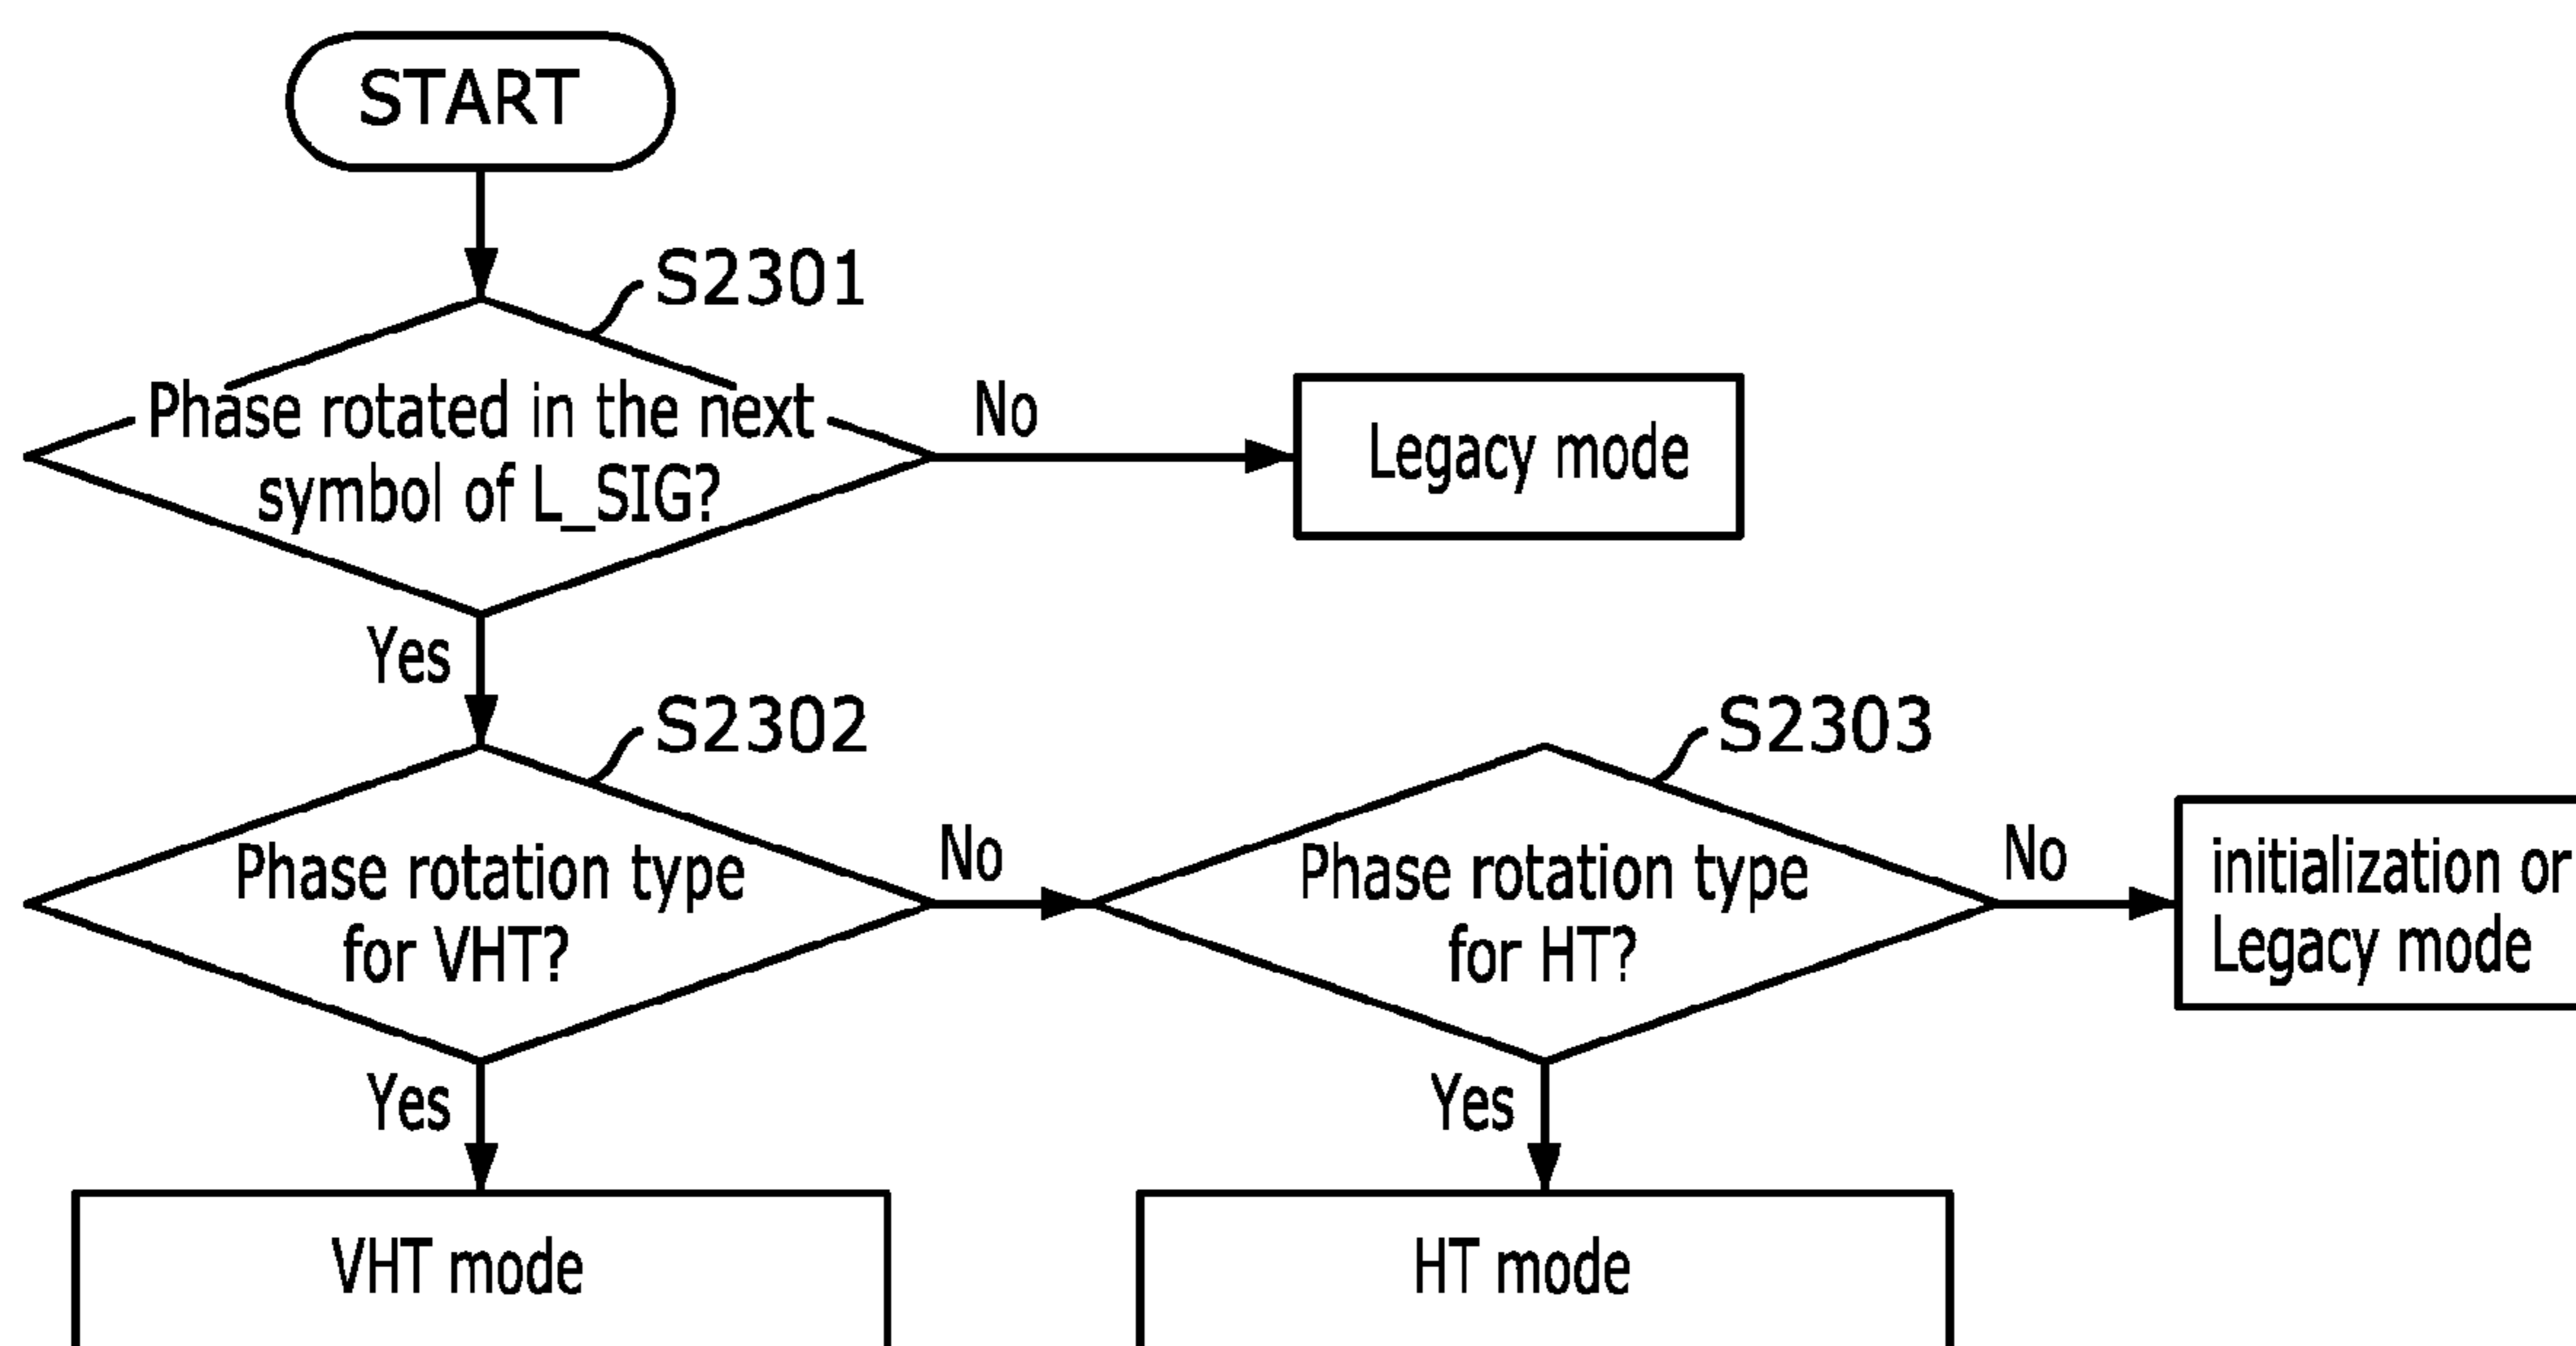 START
S2301
Phase rotated in the next
symbol of L_SIG?
No
Legacy mode
Yes
S2302
Phase rotation type
for VHT?
No
S2303
Phase rotation type
for HT?
No
initialization or
Legacy mode
Yes
Yes
VHT mode
HT mode